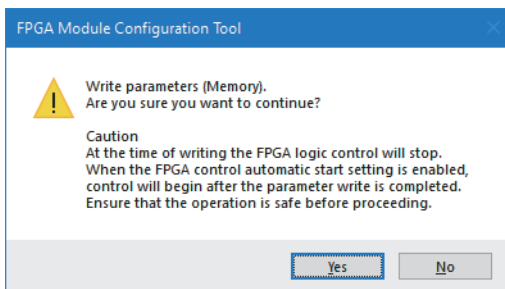 FPGA Module Configuration Tool
Write parameters (Memory).
Are you sure you want to continue?
Caution
At the time of writing the FPGA logic control will stop.
When the FPGA control automatic start setting is enabled,
control will begin after the parameter write is completed.
Ensure that the operation is safe before proceeding.
Yes
No